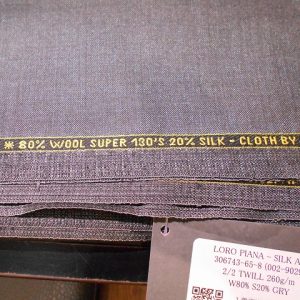 ✳ 80% WOOL SUPER 130'S 20% SILK - CLOTH BY
LORO PIANA - SILK A
306743-65-8 (002-9029
2/2 TWILL 260g/m
W80% S20% GRY